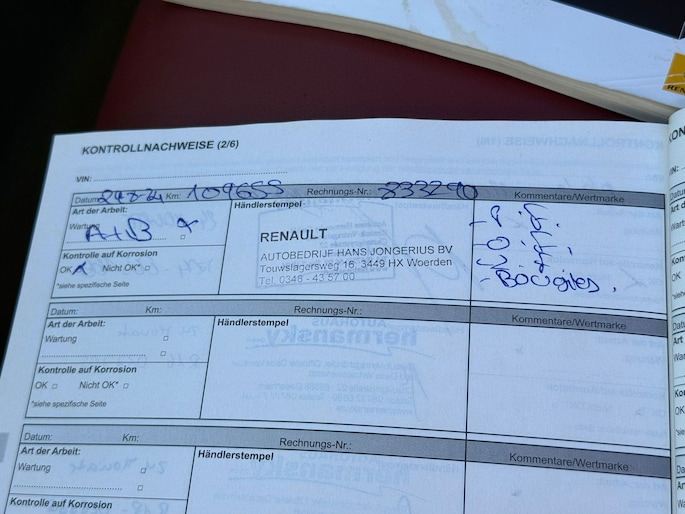 REN
KONTROLLNACHWEISE (2/6)
VIN:
Datum: Km: 109655 Rechnungs-Nr.: 833290 Kommentare/Wertmarke
Art der Arbeit:
Wartung
A+B x
Kontrolle auf Korrosion
OK x Nicht OK*
*siehe spezifische Seite
Händlerstempel
RENAULT
AUTOBEDRIJF HANS JONGERIUS BV
Touwslagersweg 16, 3449 HX Woerden
Tel. 0348 - 43 57 00
- Bougies.
Datum: Km: Rechnungs-Nr.: Kommentare/Wertmarke
Art der Arbeit:
Wartung
Kontrolle auf Korrosion
OK Nicht OK*
*siehe spezifische Seite
Händlerstempel
AUTOHAUS
hermansky
Datum: Km: Rechnungs-Nr.: Kommentare/Wertmarke
Art der Arbeit:
Wartung
Kontrolle auf Korrosion
Händlerstempel
hermansky